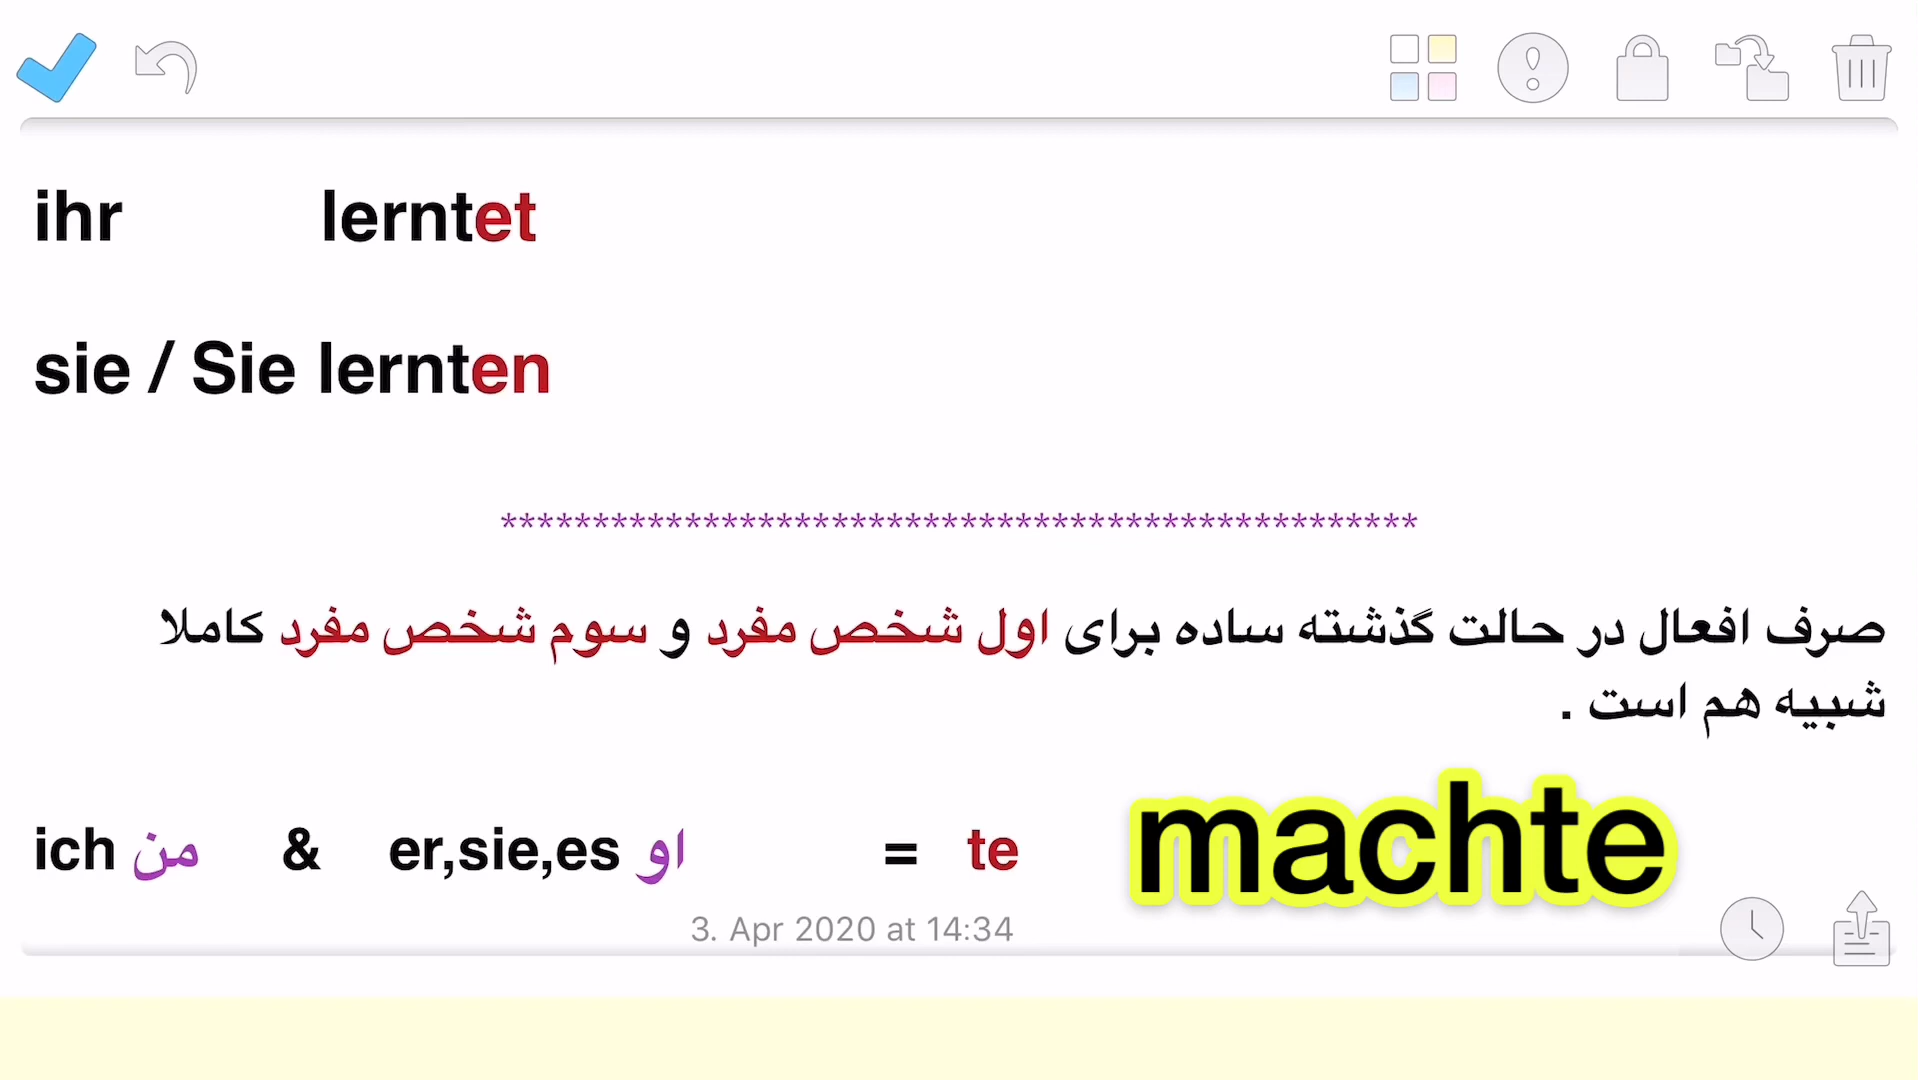 ihr lerntet
sie / Sie lernten
**************************************************
صرف افعال در حالت گذشته ساده برای اول شخص مفرد و سوم شخص مفرد کاملا
شبیه هم است .
ich من & er,sie,es او = te
machte
3. Apr 2020 at 14:34